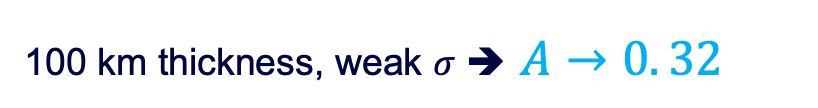 100 km thickness, weak σ ➔ A → 0.32